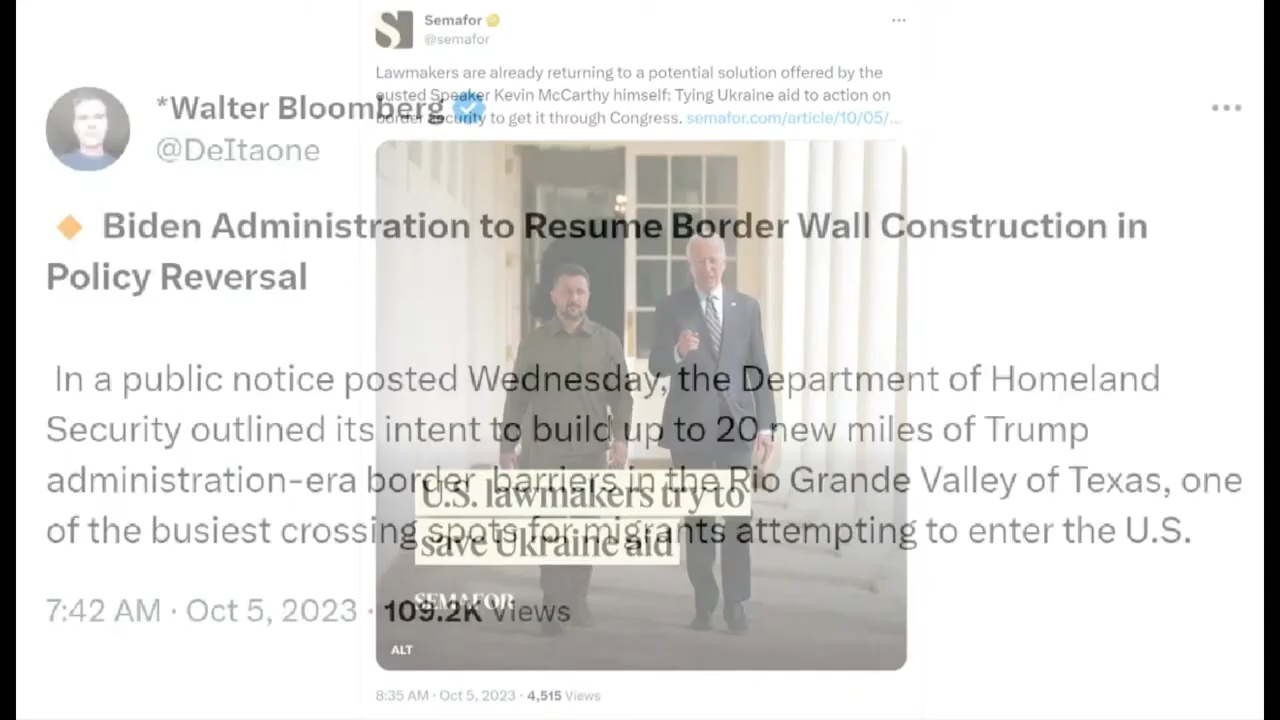 Semafor
@semafor
Lawmakers are already returning to a potential solution offered by the
ousted Speaker Kevin McCarthy himself: Tying Ukraine aid to action on
border security to get it through Congress. semafor.com/article/10/05/...
*Walter Bloomberg
@DeItaone
Biden Administration to Resume Border Wall Construction in
Policy Reversal
In a public notice posted Wednesday, the Department of Homeland
Security outlined its intent to build up to 20 new miles of Trump
administration-era border barriers in the Rio Grande Valley of Texas, one
of the busiest crossing spots for migrants attempting to enter the U.S.
7:42 AM · Oct 5, 2023 · 109.2K Views
U.S. lawmakers try to
save Ukraine aid
SEMAFOR
ALT
8:35 AM · Oct 5, 2023 · 4,515 Views